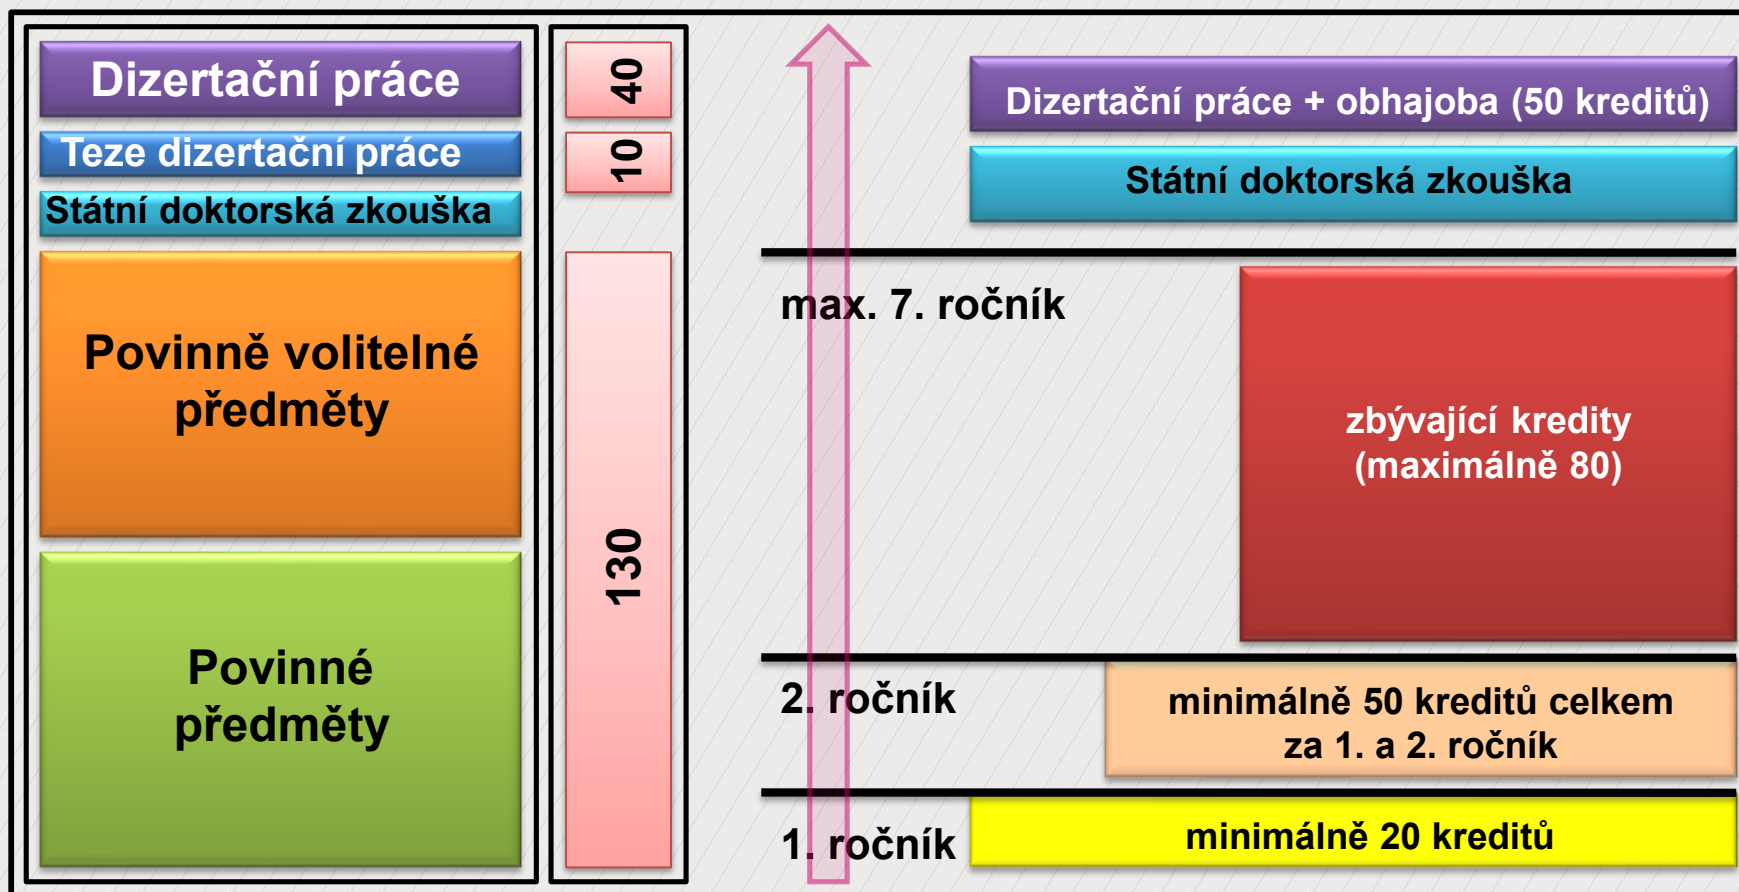 Dizertační práce
Teze dizertační práce
Státní doktorská zkouška
Povinně volitelné
předměty
Povinné
předměty
40
10
130
Dizertační práce + obhajoba (50 kreditů)
Státní doktorská zkouška
max. 7. ročník
zbývající kredity
(maximálně 80)
2. ročník
minimálně 50 kreditů celkem
za 1. a 2. ročník
1. ročník
minimálně 20 kreditů